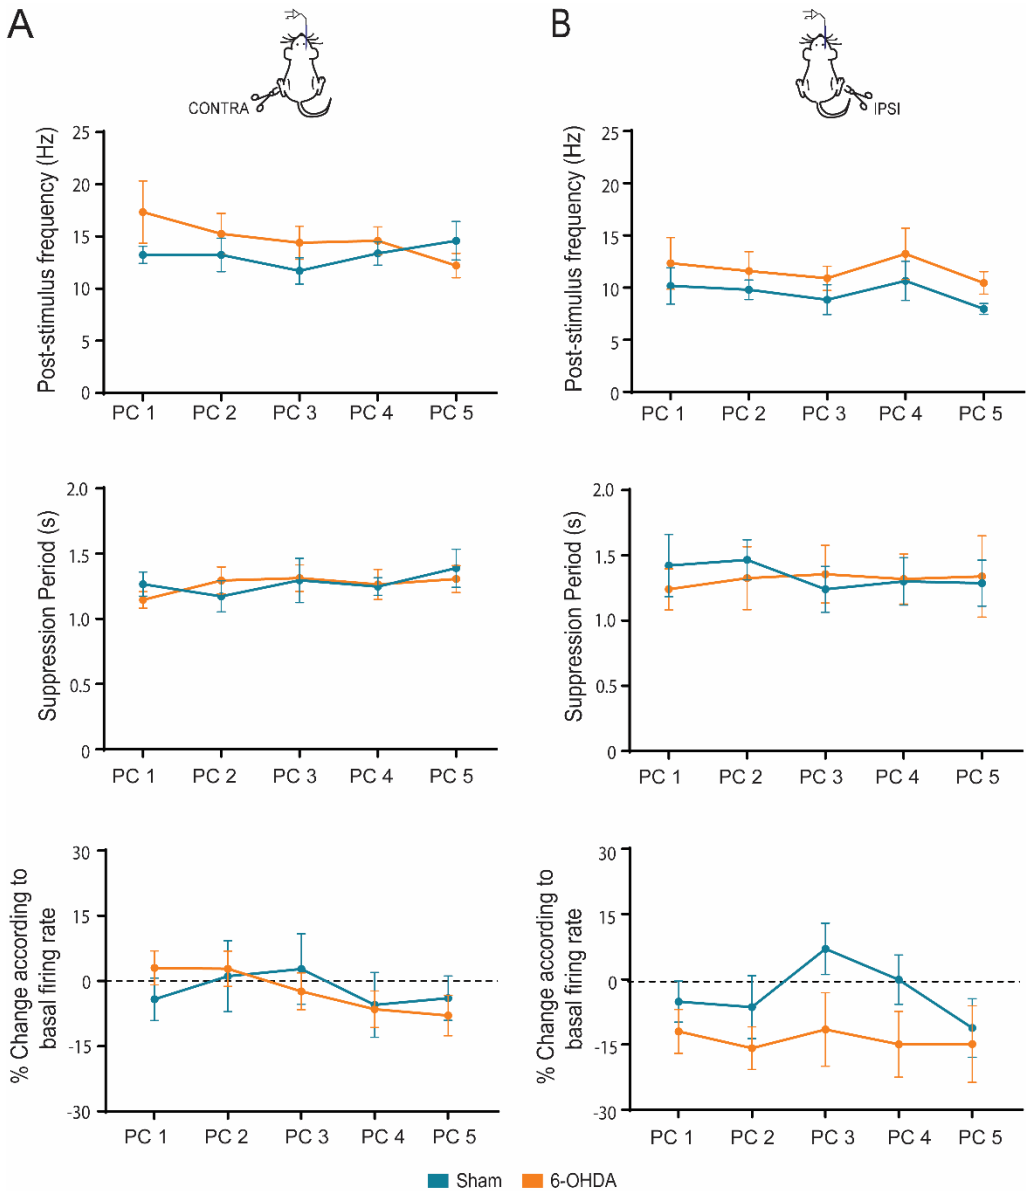 A
B
CONTRA
IPSI
Post-stimulus frequency (Hz)
25
20
15
10
5
0
PC 1 PC 2 PC 3 PC 4 PC 5
Post-stimulus frequency (Hz)
25
20
15
10
5
0
PC 1 PC 2 PC 3 PC 4 PC 5
Suppression Period (s)
2.0
1.5
1.0
0.5
0
PC 1 PC 2 PC 3 PC 4 PC 5
Suppression Period (s)
2.0
1.5
1.0
0.5
0
PC 1 PC 2 PC 3 PC 4 PC 5
% Change according to
basal firing rate
30
15
0
-15
-30
PC 1 PC 2 PC 3 PC 4 PC 5
% Change according to
basal firing rate
30
15
0
-15
-30
PC 1 PC 2 PC 3 PC 4 PC 5
Sham 6-OHDA